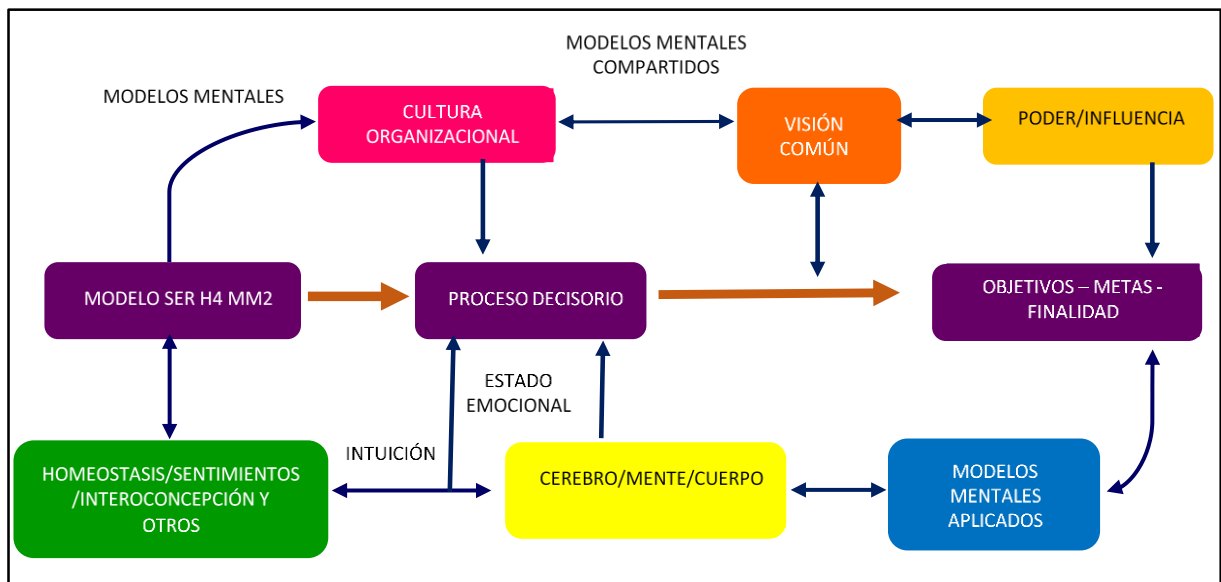 MODELOS MENTALES
COMPARTIDOS
MODELOS MENTALES
CULTURA
ORGANIZACIONAL
VISIÓN
COMÚN
PODER/INFLUENCIA
MODELO SER H4 MM2
PROCESO DECISORIO
OBJETIVOS – METAS -
FINALIDAD
ESTADO
EMOCIONAL
INTUICIÓN
HOMEOSTASIS/SENTIMIENTOS
/INTEROCONCEPCIÓN Y
OTROS
CEREBRO/MENTE/CUERPO
MODELOS
MENTALES
APLICADOS